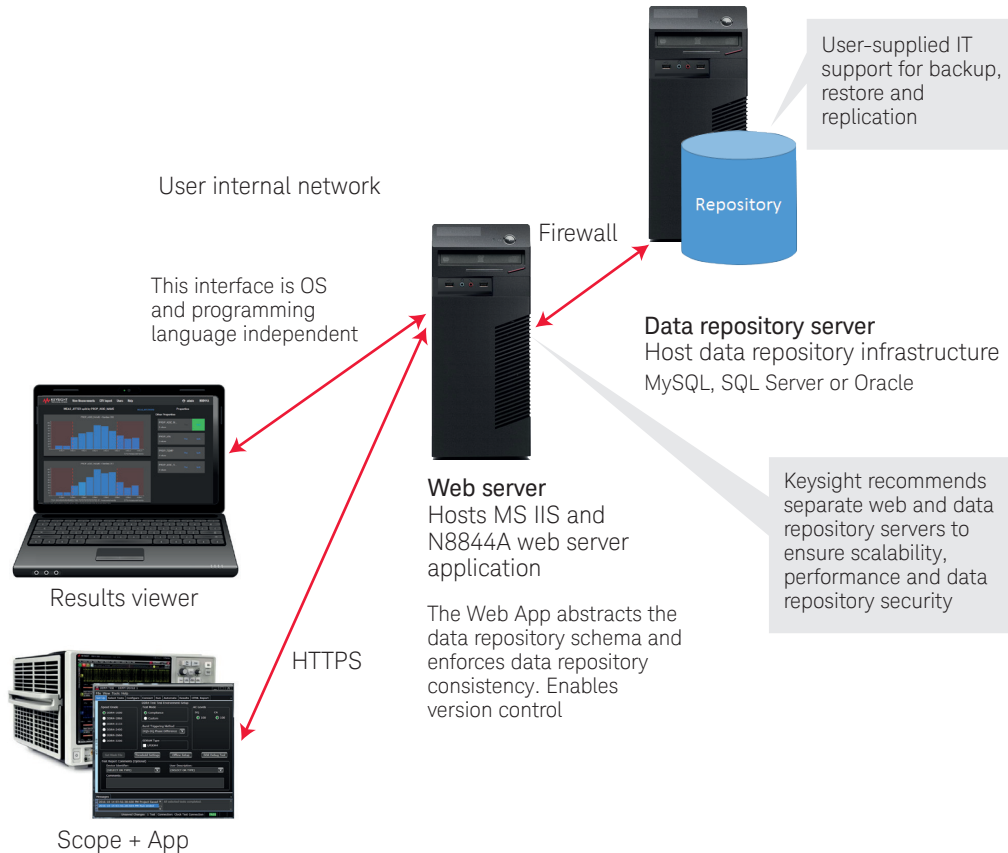 User-supplied IT
support for backup,
restore and
replication
Repository
User internal network
Firewall
This interface is OS
and programming
language independent
Data repository server
Host data repository infrastructure
MySQL, SQL Server or Oracle
Web server
Hosts MS IIS and
N8844A web server
application
Keysight recommends
separate web and data
repository servers to
ensure scalability,
performance and data
repository security
The Web App abstracts the
data repository schema and
enforces data repository
consistency. Enables
version control
KEYSIGHT
Results viewer
HTTPS
Scope + App